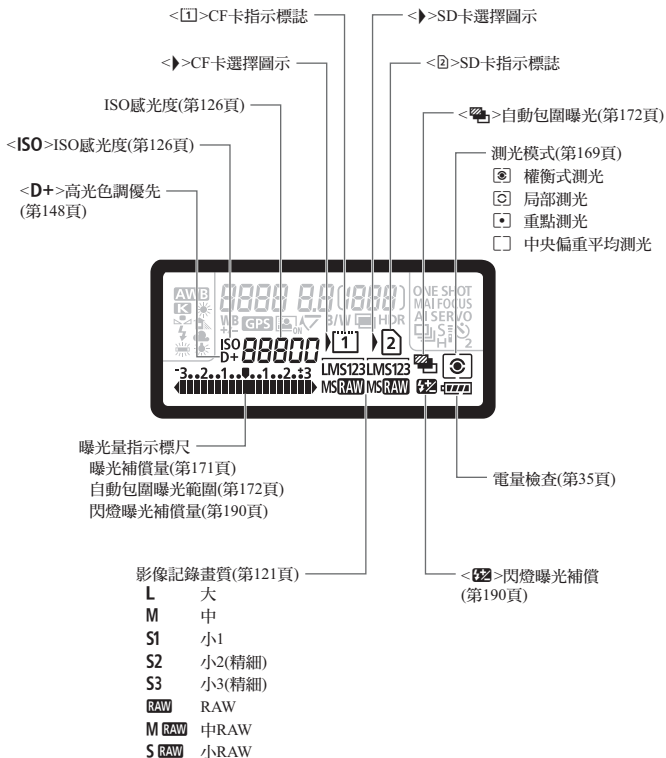 <1>CF卡指示標誌
<>SD卡選擇圖示
<>CF卡選擇圖示
<2>SD卡指示標誌
ISO感光度(第126頁)
<>自動包圍曝光(第172頁)
<ISO>ISO感光度(第126頁)
測光模式(第169頁)
權衡式測光
局部測光
重點測光
中央偏重平均測光
<D+>高光色調優先
(第148頁)
AWB 8888 8.8(1888) ONE SHOT
K MAI FOCUS
WB GPS ON B/W HDR AI SERVO
S H 2
ISO
D+ 88800 1 2
-3..2..1..0..1..2.+3 LMS123 LMS123
MS RAW MS RAW
曝光量指示標尺
曝光補償量(第171頁)
自動包圍曝光範圍(第172頁)
閃燈曝光補償量(第190頁)
電量檢查(第35頁)
影像記錄畫質(第121頁)
<>閃燈曝光補償
(第190頁)
L 大
M 中
S1 小1
S2 小2(精細)
S3 小3(精細)
RAW RAW
M RAW 中RAW
S RAW 小RAW